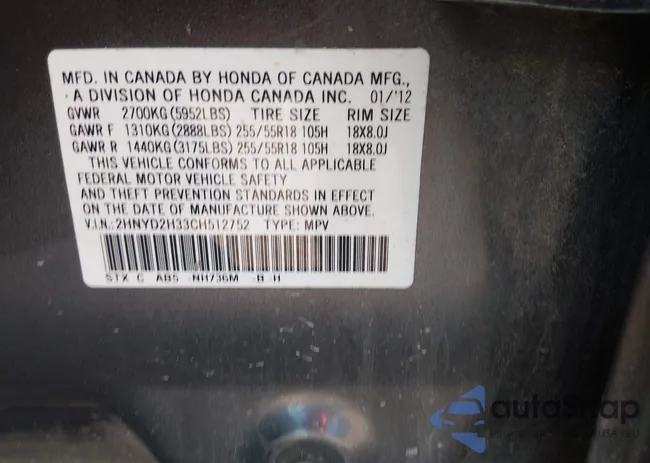 MFD. IN CANADA BY HONDA OF CANADA MFG.,
A DIVISION OF HONDA CANADA INC. 01/'12
GVWR 2700KG(5952LBS) TIRE SIZE RIM SIZE
GAWR F 1310KG(2888LBS) 255/55R18 105H 18X8.0J
GAWR R 1440KG(3175LBS) 255/55R18 105H 18X8.0J
THIS VEHICLE CONFORMS TO ALL APPLICABLE
FEDERAL MOTOR VEHICLE SAFETY
AND THEFT PREVENTION STANDARDS IN EFFECT
ON THE DATE OF MANUFACTURE SHOWN ABOVE.
V.I.N.:2HNYD2H33CH512752 TYPE: MPV
STX-C ABS NH736M -B -H
autoShap